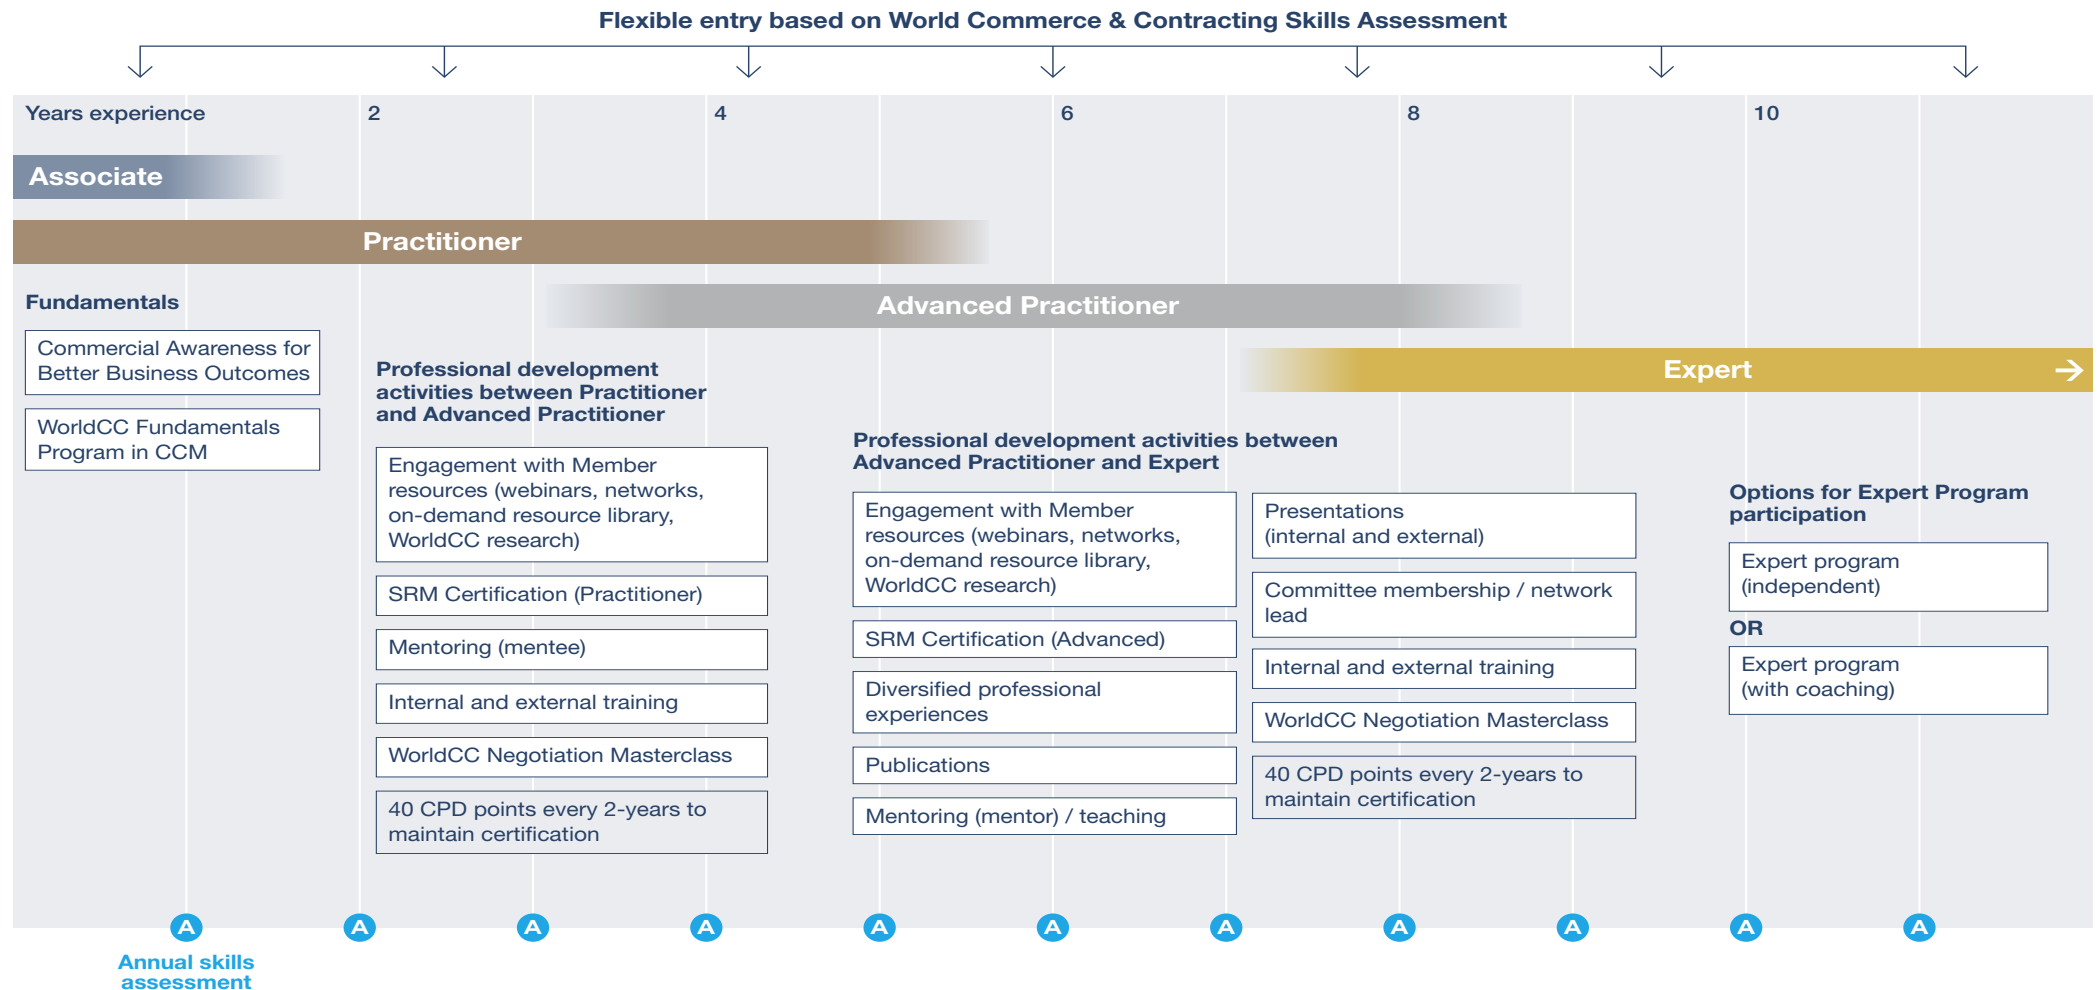 Flexible entry based on World Commerce & Contracting Skills Assessment
Years experience
2
4
6
8
10
Associate
Practitioner
Advanced Practitioner
Expert
Fundamentals
Commercial Awareness for
Better Business Outcomes
WorldCC Fundamentals
Program in CCM
Professional development
activities between Practitioner
and Advanced Practitioner
Engagement with Member
resources (webinars, networks,
on-demand resource library,
WorldCC research)
SRM Certification (Practitioner)
Mentoring (mentee)
Internal and external training
WorldCC Negotiation Masterclass
40 CPD points every 2-years to
maintain certification
Professional development activities between
Advanced Practitioner and Expert
Engagement with Member
resources (webinars, networks,
on-demand resource library,
WorldCC research)
SRM Certification (Advanced)
Diversified professional
experiences
Publications
Mentoring (mentor) / teaching
Presentations
(internal and external)
Committee membership / network
lead
Internal and external training
WorldCC Negotiation Masterclass
40 CPD points every 2-years to
maintain certification
Options for Expert Program
participation
Expert program
(independent)
OR
Expert program
(with coaching)
A
A
A
A
A
A
A
A
A
A
A
Annual skills
assessment